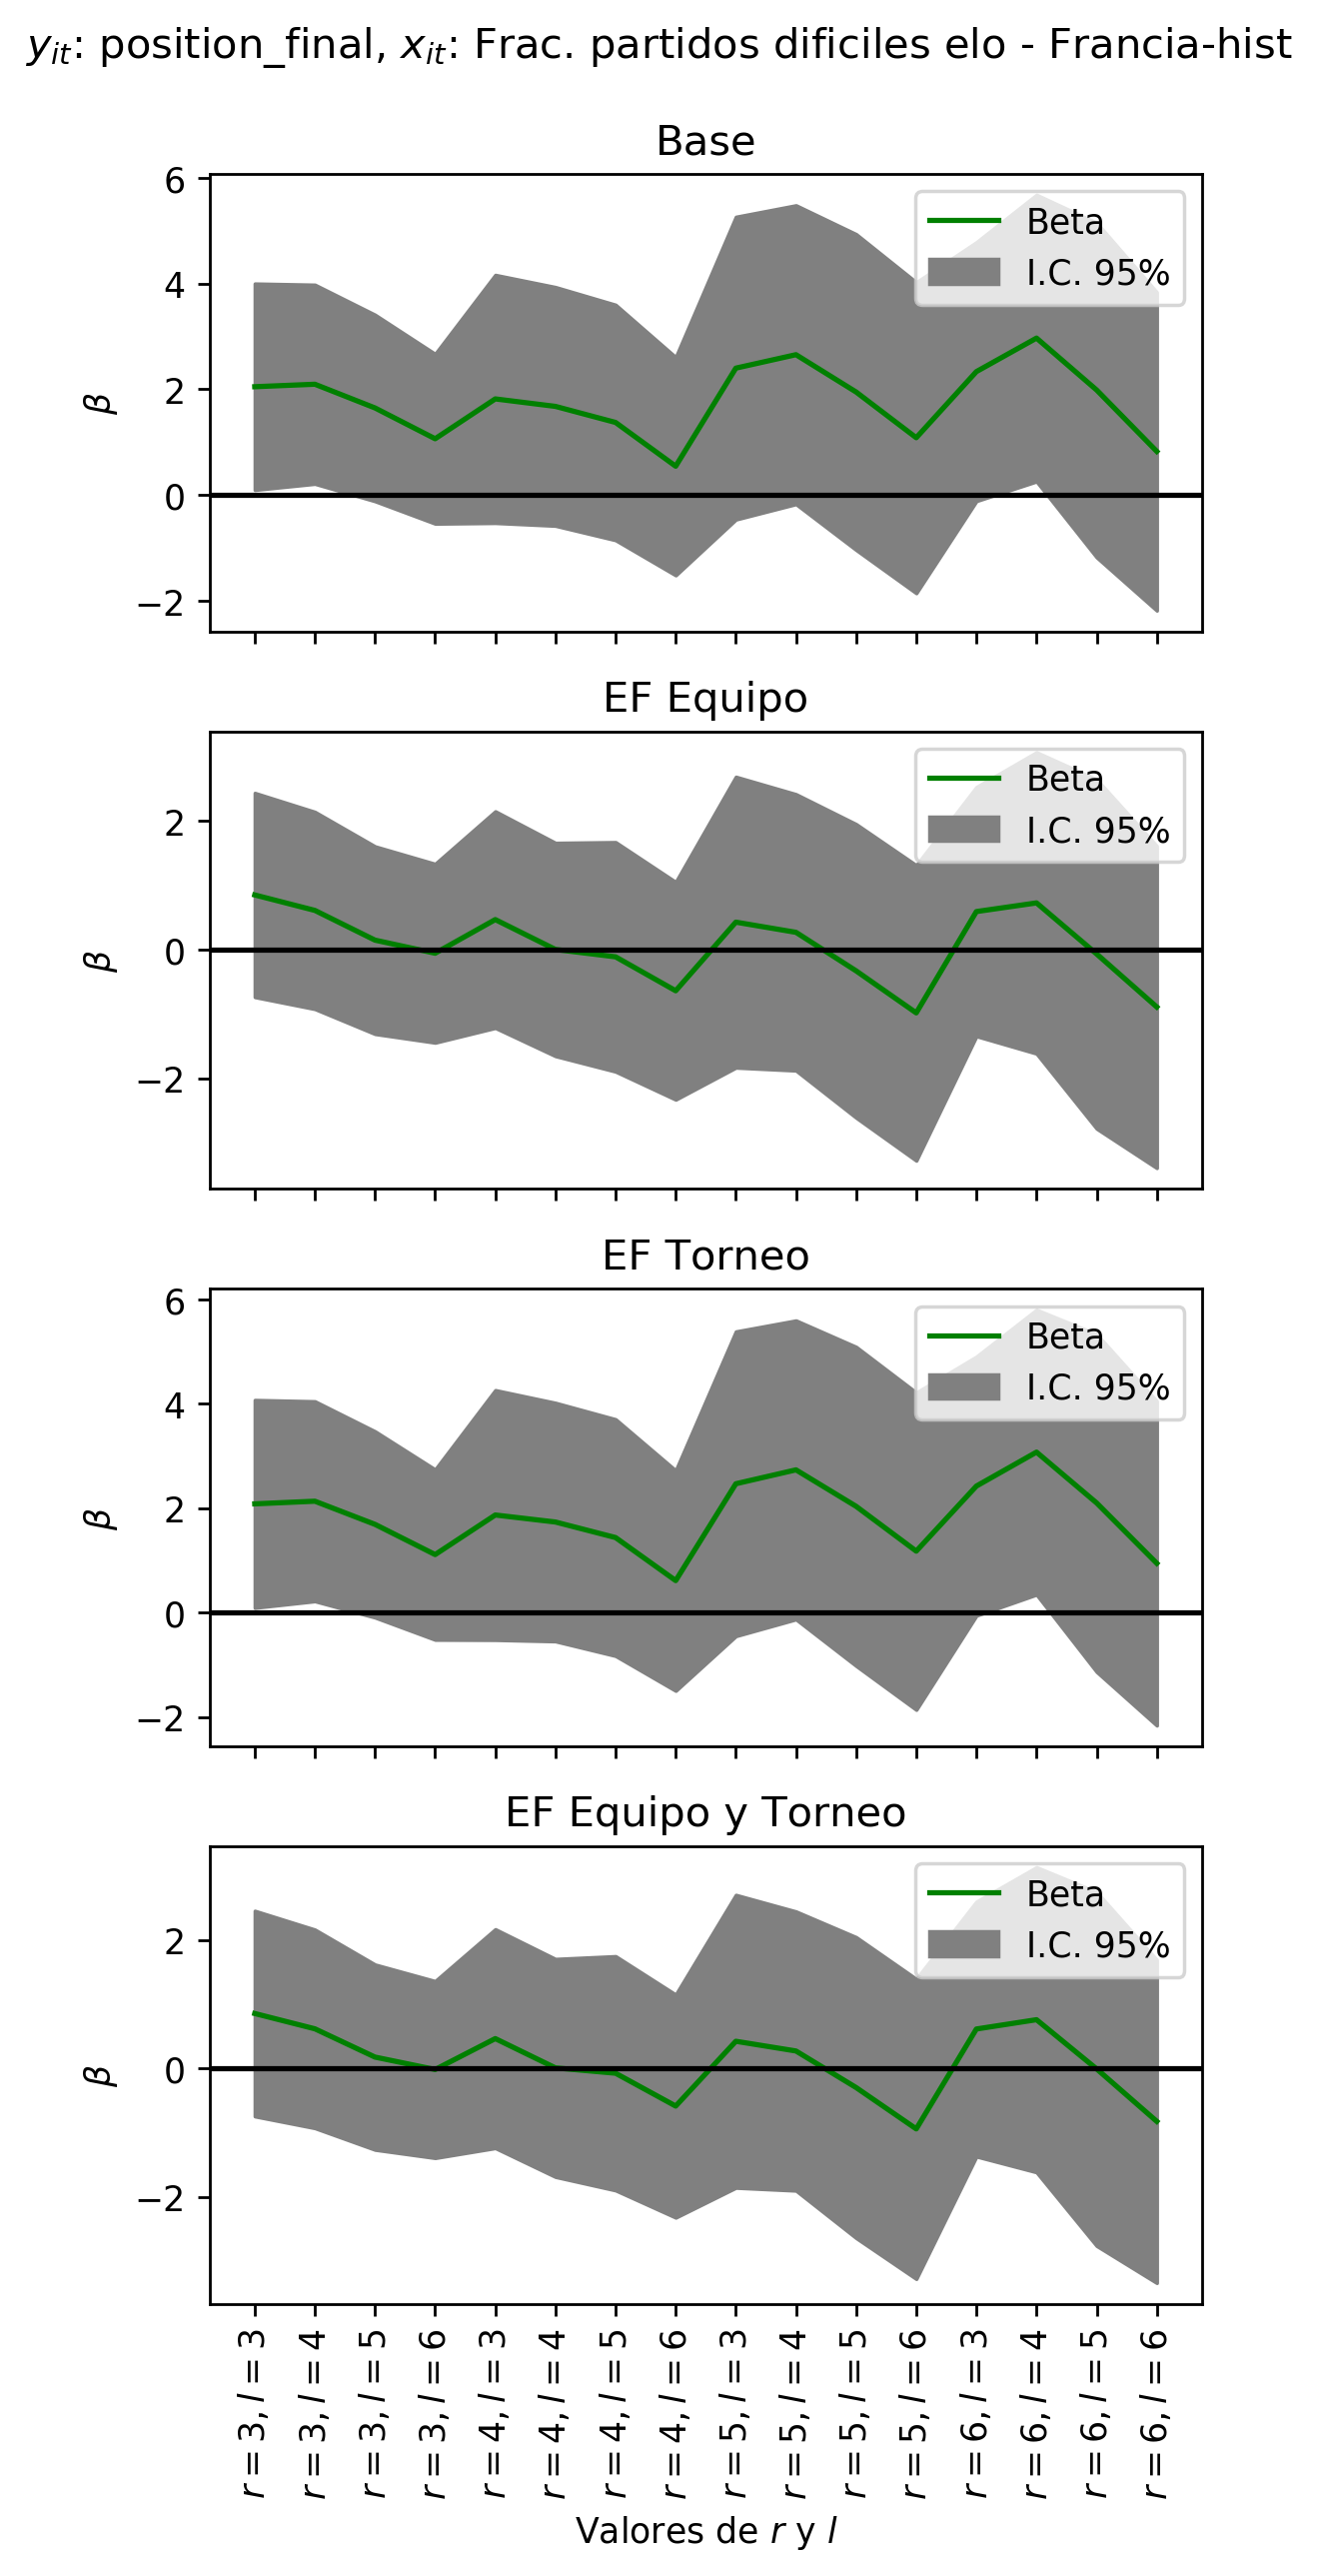 y_it: position_final, x_it: Frac. partidos dificiles elo - Francia-hist
Base
6
4
2
0
−2
β
Beta
I.C. 95%
EF Equipo
2
0
−2
β
Beta
I.C. 95%
EF Torneo
6
4
2
0
−2
β
Beta
I.C. 95%
EF Equipo y Torneo
2
0
−2
β
Beta
I.C. 95%
r = 3, l = 3
r = 3, l = 4
r = 3, l = 5
r = 3, l = 6
r = 4, l = 3
r = 4, l = 4
r = 4, l = 5
r = 4, l = 6
r = 5, l = 3
r = 5, l = 4
r = 5, l = 5
r = 5, l = 6
r = 6, l = 3
r = 6, l = 4
r = 6, l = 5
r = 6, l = 6
Valores de r y l